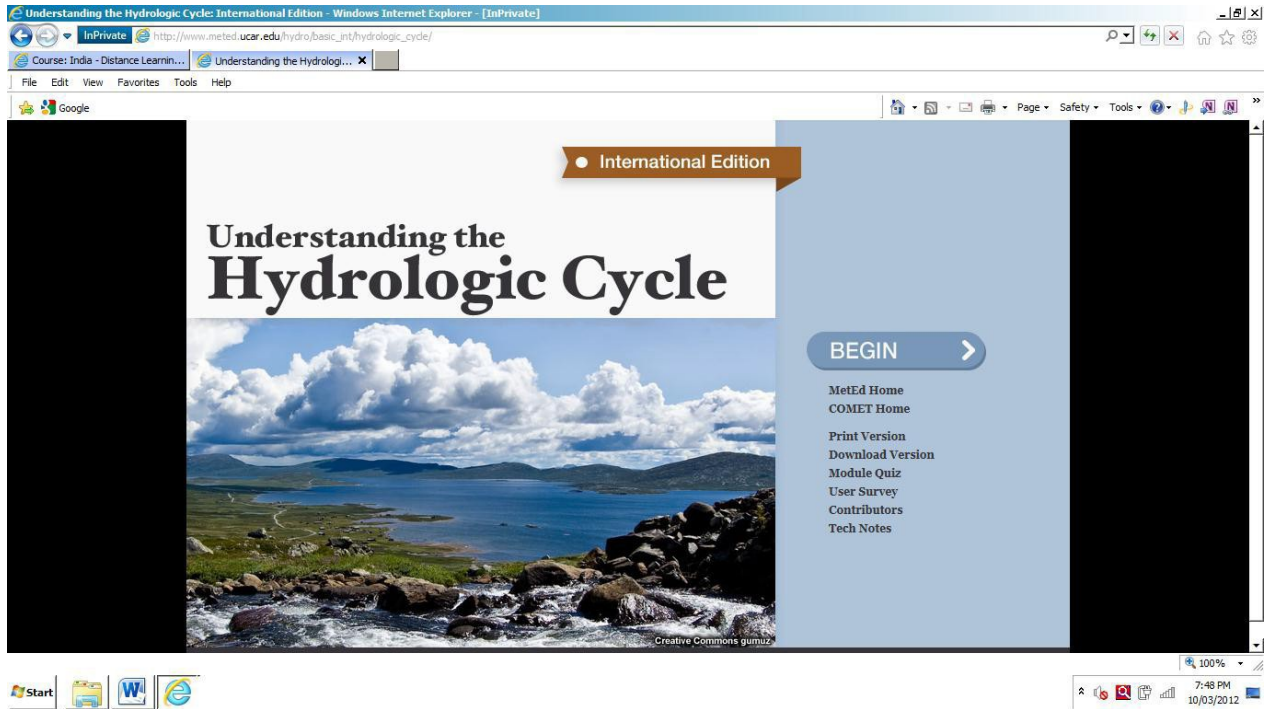 Understanding the Hydrologic Cycle: International Edition - Windows Internet Explorer - [InPrivate]
InPrivate http://www.meted.ucar.edu/hydro/basic_int/hydrologic_cycle/
Course: India - Distance Learnin... Understanding the Hydrologi...
File Edit View Favorites Tools Help
Google Page Safety Tools
International Edition
Understanding the
Hydrologic Cycle
BEGIN
MetEd Home
COMET Home
Print Version
Download Version
Module Quiz
User Survey
Contributors
Tech Notes
Creative Commons gumuz
100%
Start W 7:48 PM
10/03/2012